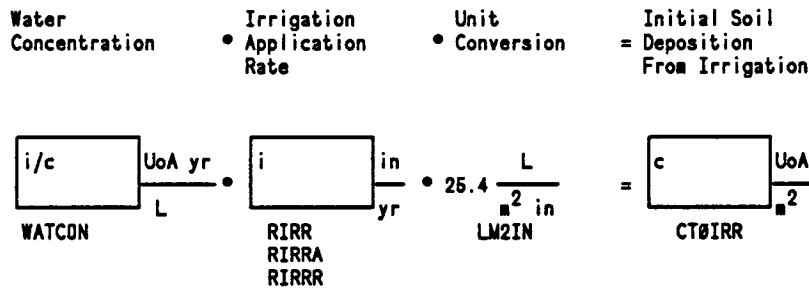 Water Irrigation Unit Initial Soil
Concentration • Application • Conversion = Deposition
Rate From Irrigation
i/c UoA yr • i in • 25.4 L = c UoA
L yr m² in m²
WATCON RIRR LM2IN CTØIRR
RIRRA
RIRRR